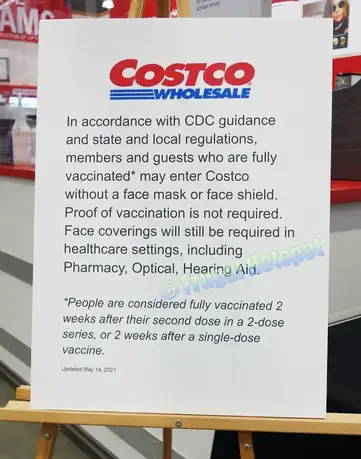 AMS
COSTCO
WHOLESALE
In accordance with CDC guidance
and state and local regulations,
members and guests who are fully
vaccinated* may enter Costco
without a face mask or face shield.
Proof of vaccination is not required.
Face coverings will still be required in
healthcare settings, including
Pharmacy, Optical, Hearing Aid.
© FrugalHotspot
*People are considered fully vaccinated 2
weeks after their second dose in a 2-dose
series, or 2 weeks after a single-dose
vaccine.
Updated May 14, 2021